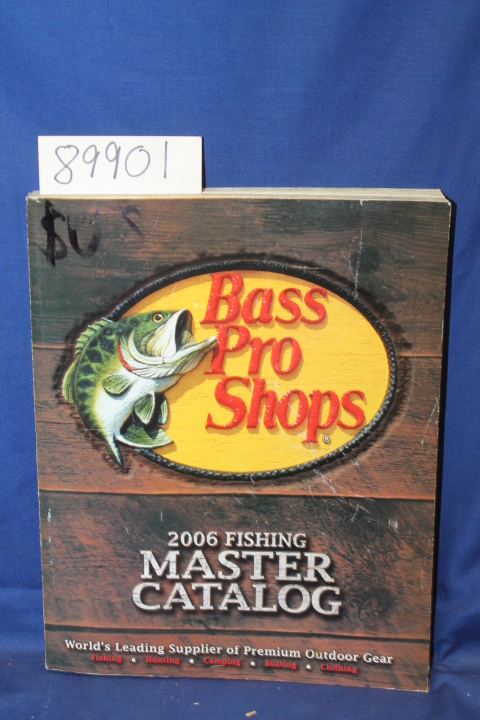 89901
Bass
Pro
Shops
®
2006 FISHING
MASTER
CATALOG
World's Leading Supplier of Premium Outdoor Gear
Fishing ▪ Hunting ▪ Camping ▪ Boating ▪ Clothing